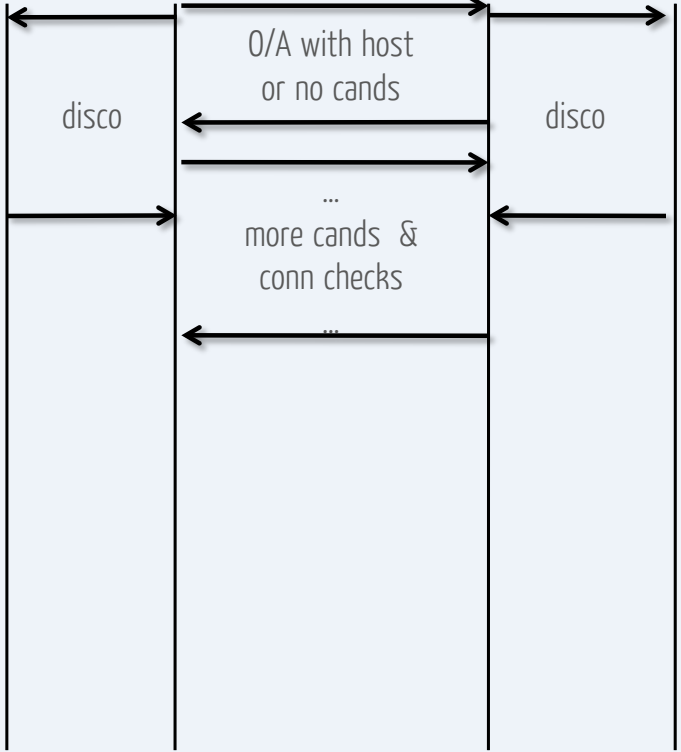 O/A with host
or no cands
disco
disco
...
more cands &
conn checks
...